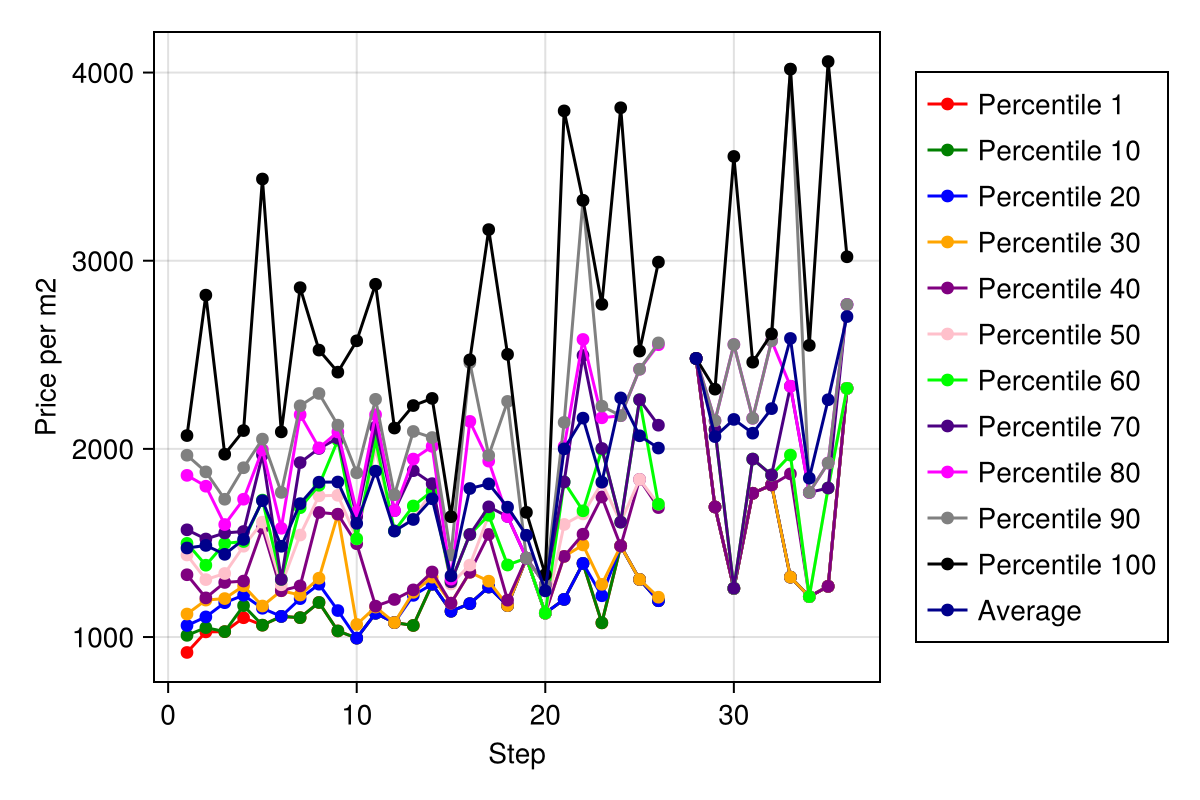 4000
3000
2000
1000
Price per m2
0 10 20 30
Step
Percentile 1
Percentile 10
Percentile 20
Percentile 30
Percentile 40
Percentile 50
Percentile 60
Percentile 70
Percentile 80
Percentile 90
Percentile 100
Average